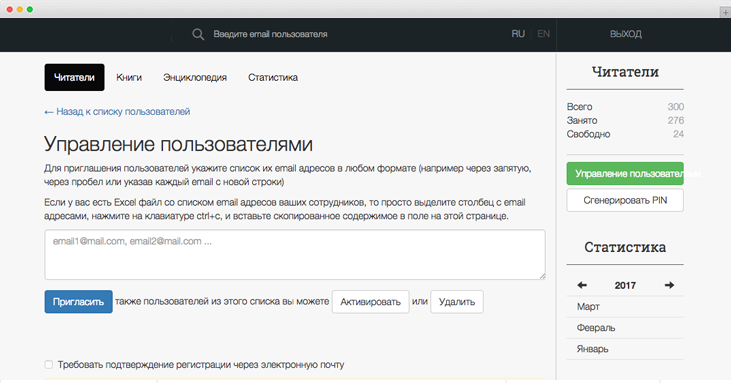 Введите email пользователя
RU EN
ВЫХОД
Читатели Книги Энциклопедия Статистика
← Назад к списку пользователей
Управление пользователями
Для приглашения пользователей укажите список их email адресов в любом формате (например через запятую,
через пробел или указав каждый email с новой строки)
Если у вас есть Excel файл со списком email адресов ваших сотрудников, то просто выделите столбец с email
адресами, нажмите на клавиатуре ctrl+c, и вставьте скопированное содержимое в поле на этой странице.
email1@mail.com, email2@mail.com ...
Пригласить также пользователей из этого списка вы можете Активировать или Удалить
Требовать подтверждение регистрации через электронную почту
Читатели
Всего 300
Занято 276
Свободно 24
Управление
Сгенерировать PIN
Статистика
2017
Март
Февраль
Январь